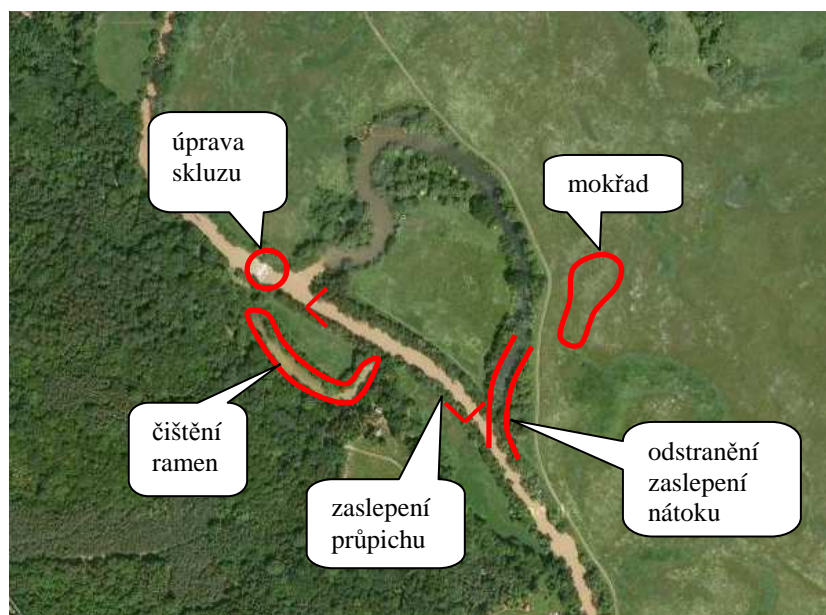 úprava
skluzu
mokřad
čištění
ramen
zaslepení
průpichu
odstranění
zaslepení
nátoku